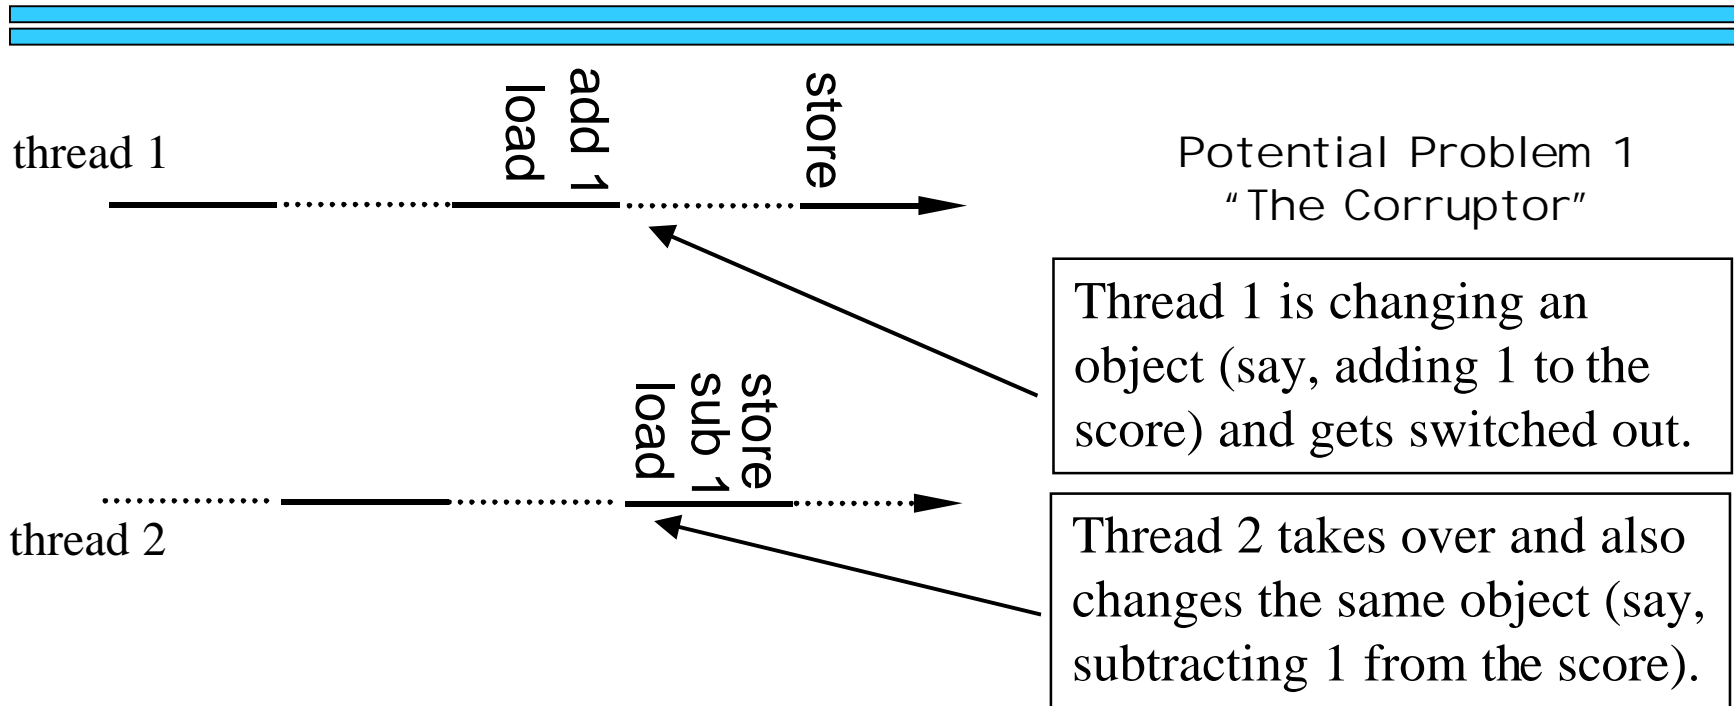 load
add 1
store
thread 1
Potential Problem 1
"The Corruptor"
Thread 1 is changing an
object (say, adding 1 to the
score) and gets switched out.
load
sub 1
store
thread 2
Thread 2 takes over and also
changes the same object (say,
subtracting 1 from the score).